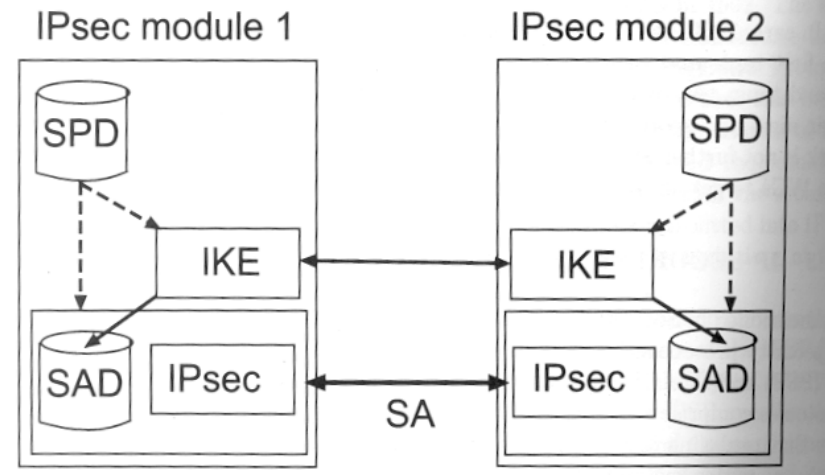 IPsec module 1
IPsec module 2
SPD
SPD
IKE
IKE
SAD
IPsec
SA
IPsec
SAD